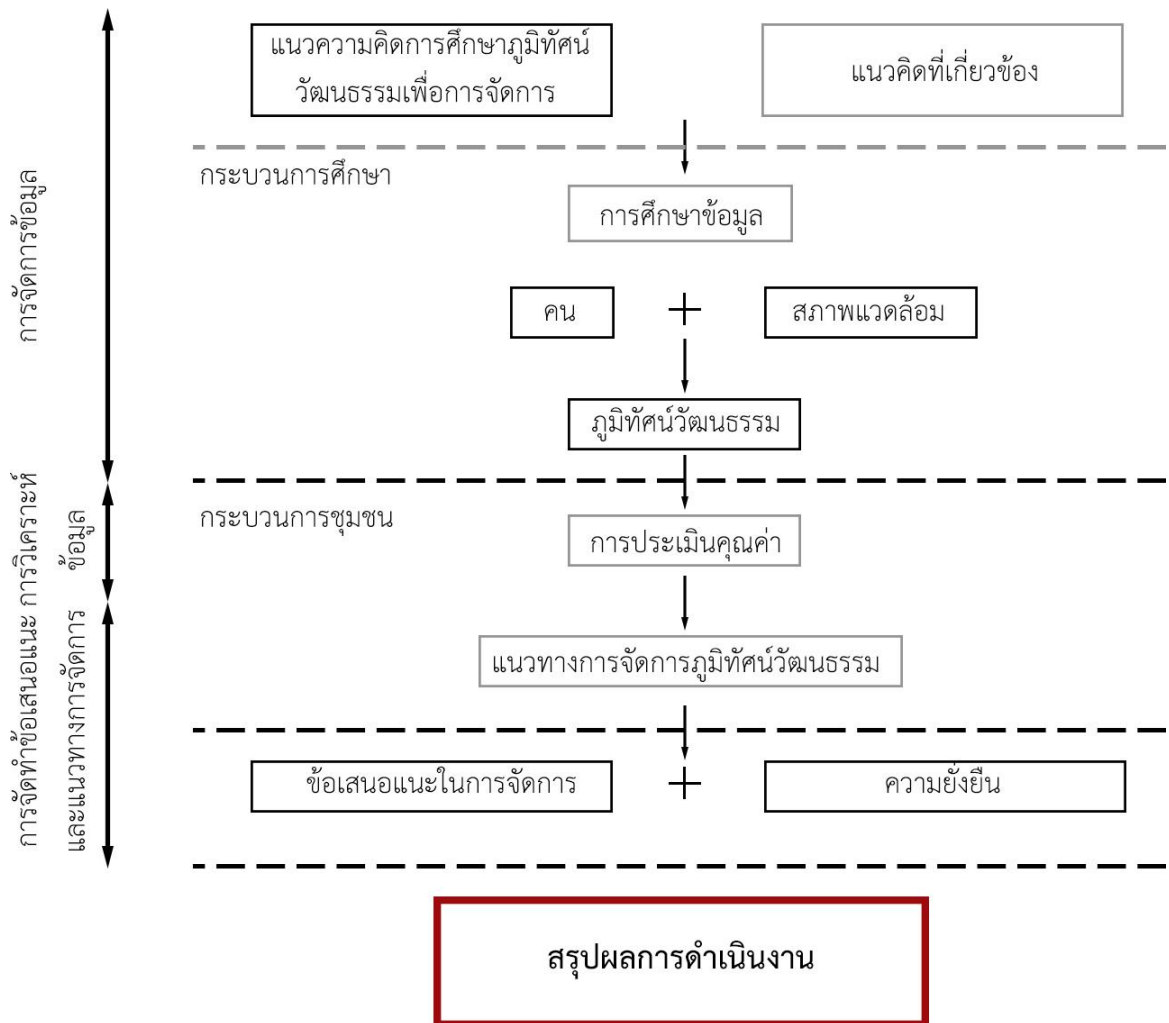 แนวความคิดการศึกษาภูมิทัศน์
วัฒนธรรมเพื่อการจัดการ
แนวคิดที่เกี่ยวข้อง
การจัดการข้อมูล
กระบวนการศึกษา
การศึกษาข้อมูล
คน
+
สภาพแวดล้อม
ภูมิทัศน์วัฒนธรรม
การวิเคราะห์
ข้อมูล
กระบวนการชุมชน
การประเมินคุณค่า
การจัดทำข้อเสนอแนะ
และแนวทางการจัดการ
แนวทางการจัดการภูมิทัศน์วัฒนธรรม
ข้อเสนอแนะในการจัดการ
+
ความยั่งยืน
สรุปผลการดำเนินงาน